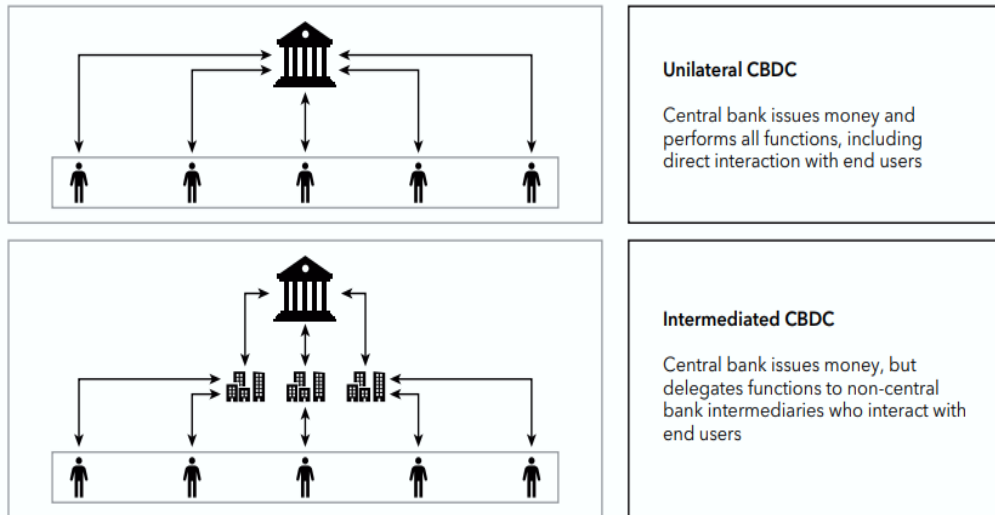 Unilateral CBDC
Central bank issues money and
performs all functions, including
direct interaction with end users
Intermediated CBDC
Central bank issues money, but
delegates functions to non-central
bank intermediaries who interact with
end users